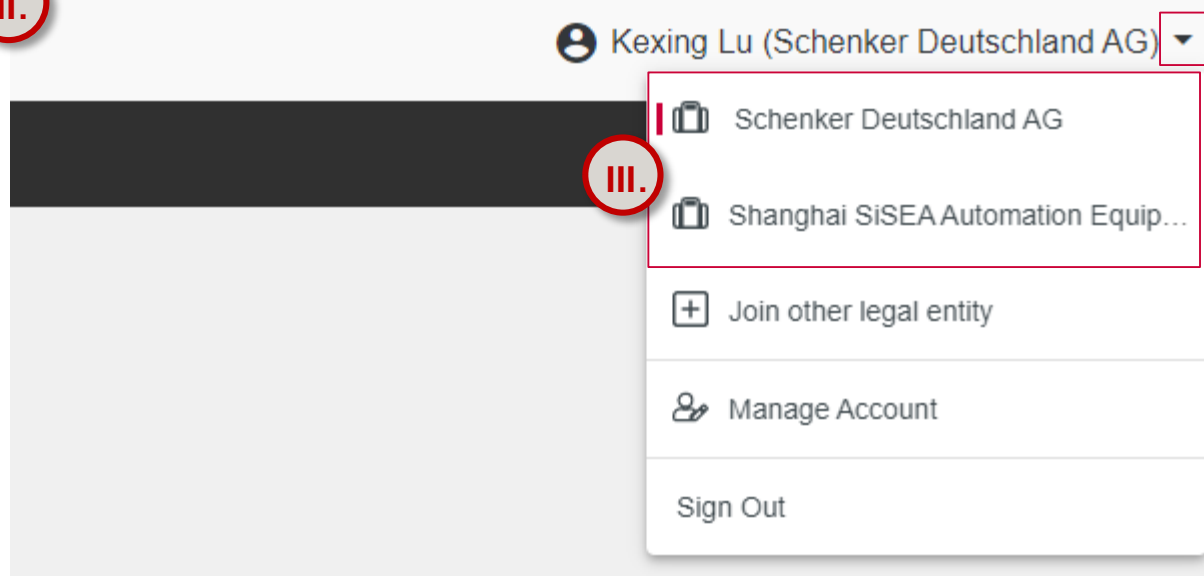 II.
Kexing Lu (Schenker Deutschland AG)
Schenker Deutschland AG
III.
Shanghai SiSEA Automation Equip...
Join other legal entity
Manage Account
Sign Out